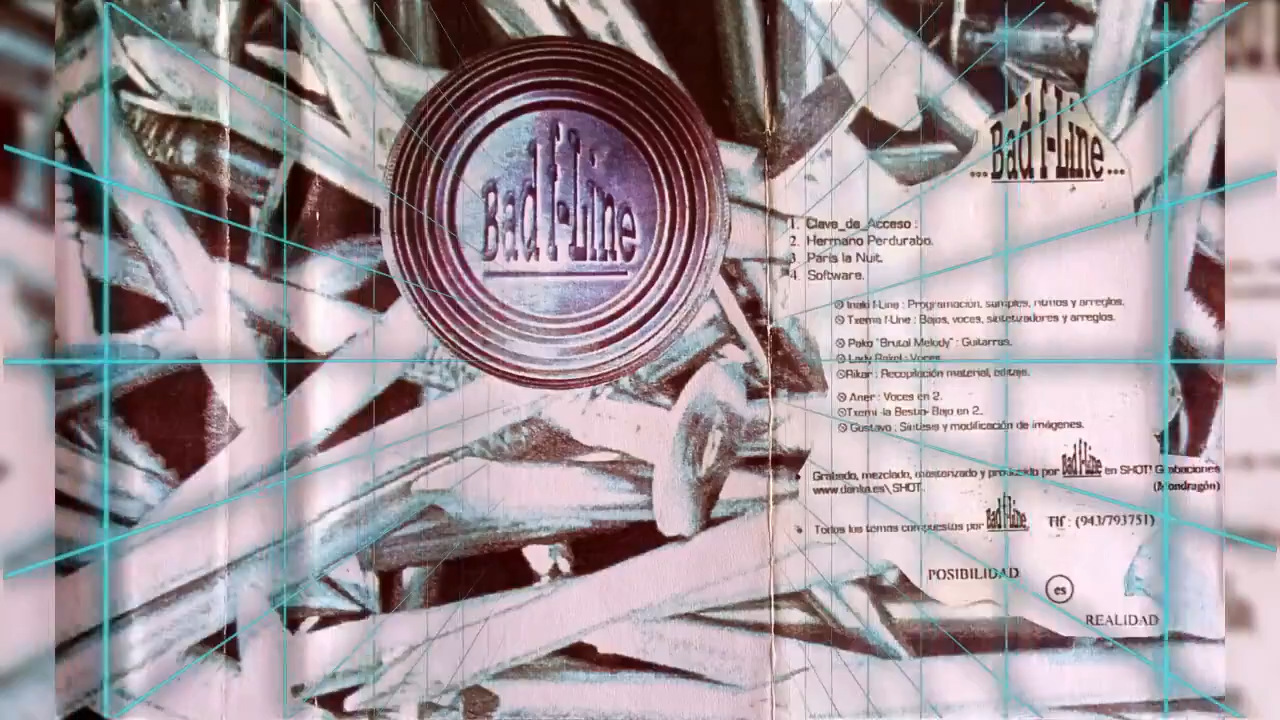 Bad f-Line
...Bad f-Line...
1. Clave_de_Acceso :
2. Hermano Perdurabo.
3. Paris la Nuit.
4. Software.
Inaki f-Line : Programación, samples, ritmos y arreglos.
Txema f-Line : Bajos, voces, sintetizadores y arreglos.
Pako "Brutal Melody" : Guitarras.
Lady Rakel : Voces.
Rikar : Recopilación material, editaje.
Aner : Voces en 2.
Txemi -la Bestia- Bajo en 2.
Gustavo : Síntesis y modificación de imágenes.
Grabado, mezclado, masterizado y producido por Bad f-Line en SHOT! Grabaciones
www.danka.es\SHOT. (Mondragón)
Todos los temas compuestos por Bad f-Line. Tlf : (943/793751)
POSIBILIDAD
es
REALIDAD